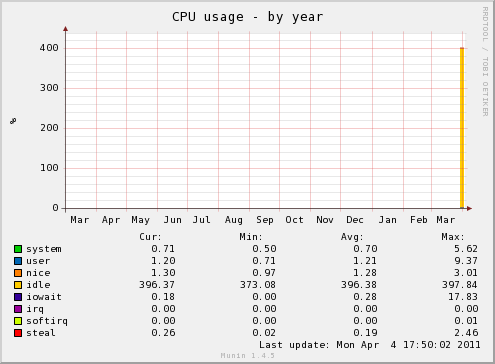 CPU usage - by year
RRDTOOL / TOBI OETIKER
%
400
300
200
100
0
Mar Apr May Jun Jul Aug Sep Oct Nov Dec Jan Feb Mar
Cur: Min: Avg: Max:
system 0.71 0.50 0.70 5.62
user 1.20 0.71 1.21 9.37
nice 1.30 0.97 1.28 3.01
idle 396.37 373.08 396.38 397.84
iowait 0.18 0.00 0.28 17.83
irq 0.00 0.00 0.00 0.00
softirq 0.00 0.00 0.00 0.01
steal 0.26 0.02 0.19 2.46
Last update: Mon Apr 4 17:50:02 2011
Munin 1.4.5